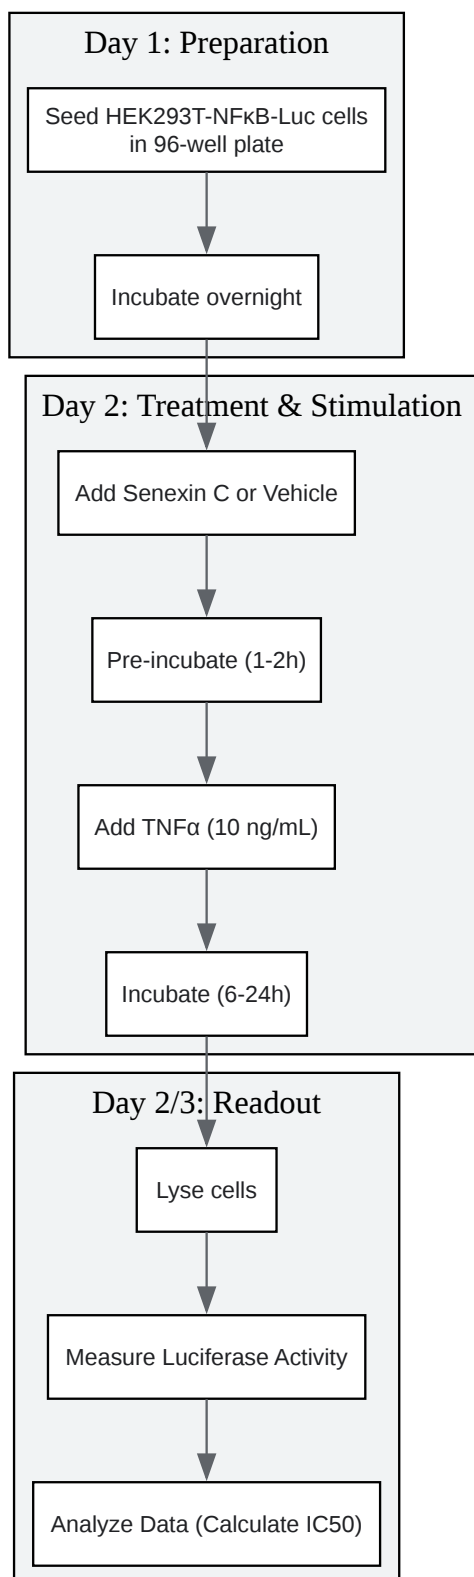 Day 1: Preparation
Seed HEK293T-NFκB-Luc cells
in 96-well plate
Incubate overnight
Day 2: Treatment & Stimulation
Add Senexin C or Vehicle
Pre-incubate (1-2h)
Add TNFα (10 ng/mL)
Incubate (6-24h)
Day 2/3: Readout
Lyse cells
Measure Luciferase Activity
Analyze Data (Calculate IC50)